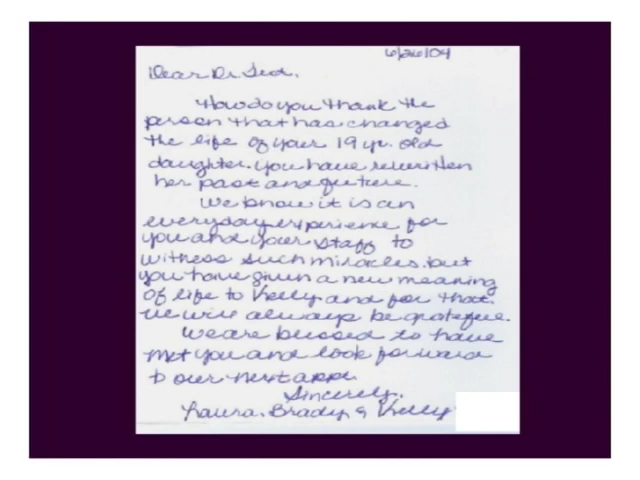 6/26/04
Dear Dr Ted,
How do you thank the
person that has changed
the life of your 19 yr. old
daughter. you have rewritten
her past and future.
We know it is an
everyday experience for
you and your staff to
witness such miracles. but
you have given a new meaning
of life to Kelly and for that.
we will always be grateful.
We are blessed to have
met you and look forward
to our next appt.
Sincerely,
Laura, Brady & Kelly